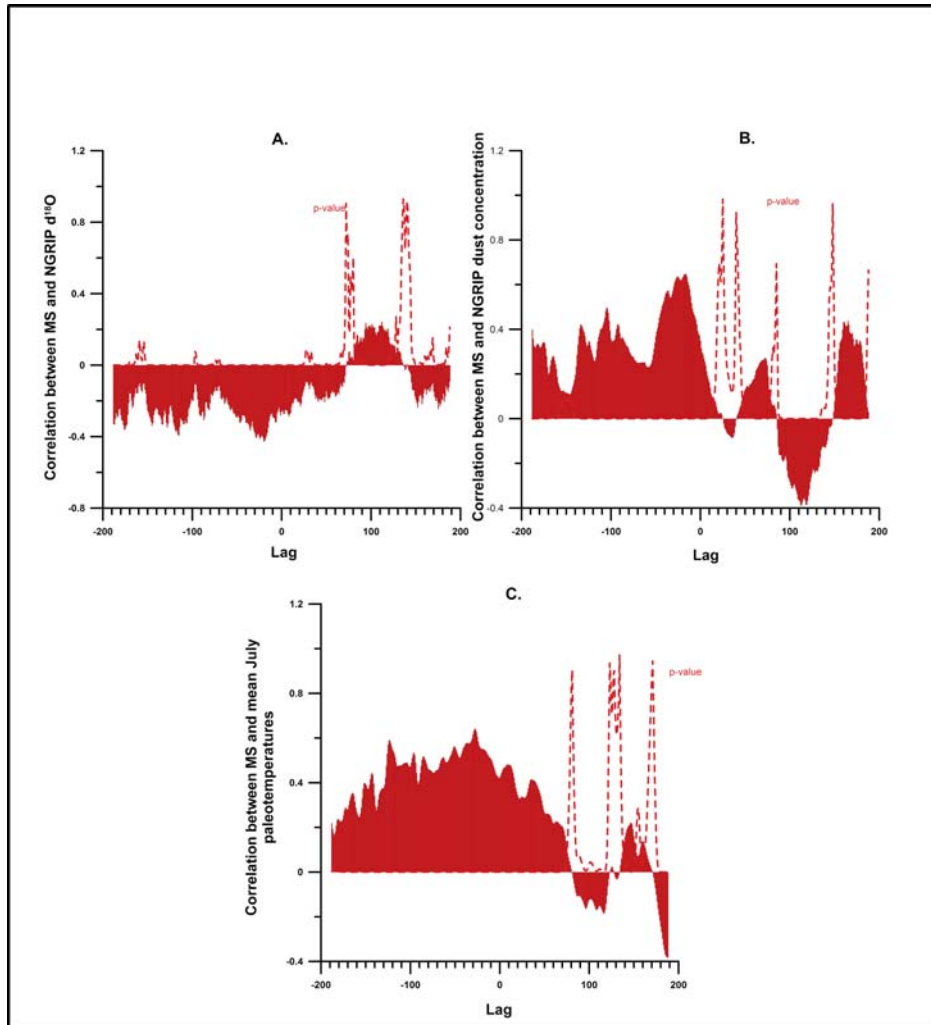 A.
1.2
0.8
0.4
0
-0.4
-0.8
-200
-100
0
100
200
Lag
Correlation between MS and NGRIP d¹⁸O
p-value
B.
1.2
0.8
0.4
0
-0.4
-200
-100
0
100
200
Lag
Correlation between MS and NGRIP dust concentration
p-value
C.
1.2
0.8
0.4
0
-0.4
-200
-100
0
100
200
Lag
Correlation between MS and mean July
paleotemperatures
p-value